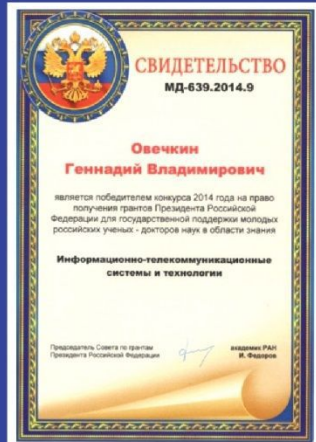 СВИДЕТЕЛЬСТВО
МД-639.2014.9
Овечкин
Геннадий Владимирович
является победителем конкурса 2014 года на право
получения грантов Президента Российской
Федерации для государственной поддержки молодых
российских ученых - докторов наук в области знания
Информационно-телекоммуникационные
системы и технологии
Председатель Совета по грантам
Президента Российской Федерации
академик РАН
И. Федоров